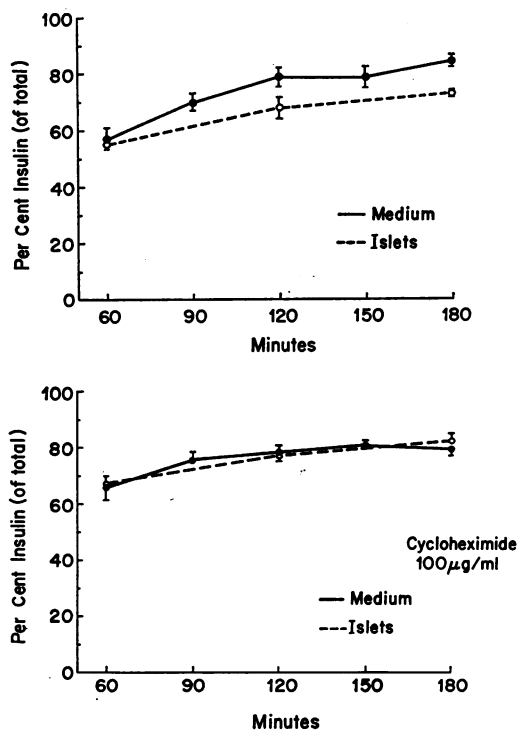 Per Cent Insulin (of total)
100
80
60
40
20
0
Medium
Islets
60 90 120 150 180
Minutes
Per Cent Insulin (of total)
100
80
60
40
20
0
Cycloheximide
100μg/ml
Medium
Islets
60 90 120 150 180
Minutes